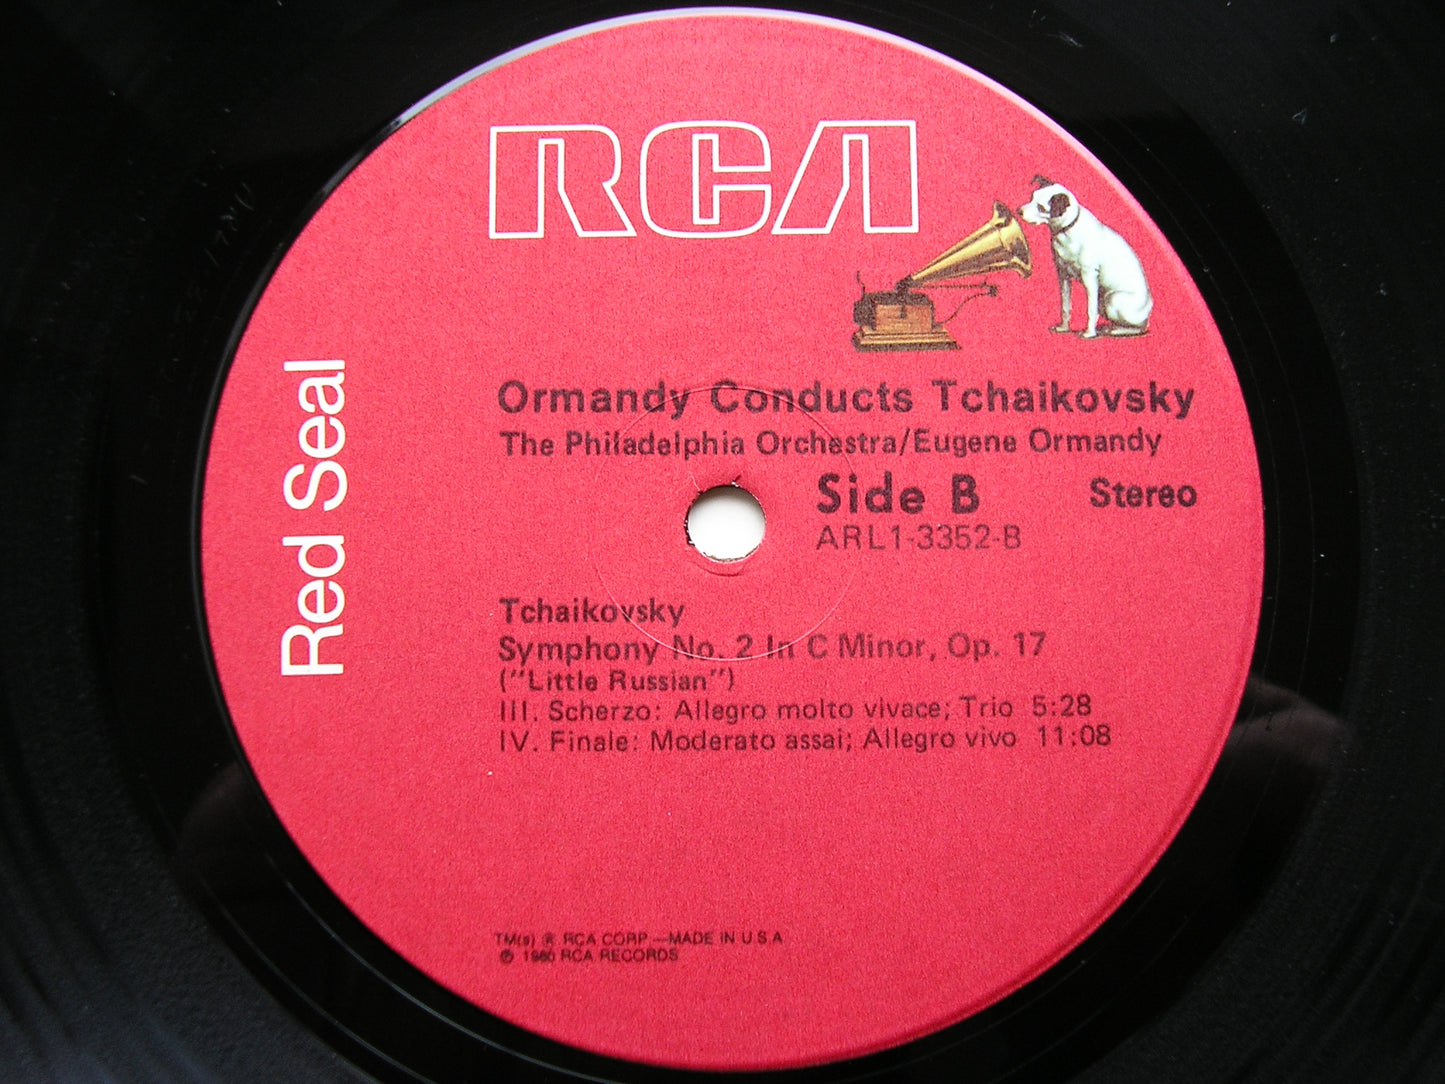 RCA
Red Seal
Ormandy Conducts Tchaikovsky
The Philadelphia Orchestra/Eugene Ormandy
Side B Stereo
ARL1-3352-B
Tchaikovsky
Symphony No. 2 In C Minor, Op. 17
("Little Russian")
III. Scherzo: Allegro molto vivace; Trio 5:28
IV. Finale: Moderato assai; Allegro vivo 11:08
TM(s) ® RCA CORP —MADE IN U.S.A
℗ 1980 RCA RECORDS